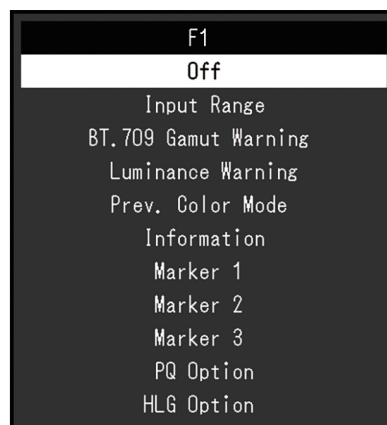 F1
Off
Input Range
BT.709 Gamut Warning
Luminance Warning
Prev. Color Mode
Information
Marker 1
Marker 2
Marker 3
PQ Option
HLG Option